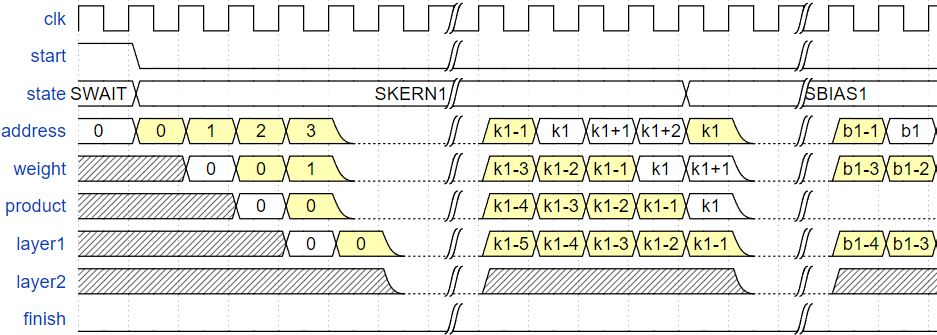 clk
start
state SWAIT SKERN1 SBIAS1
address 0 0 1 2 3 k1-1 k1 k1+1 k1+2 k1 b1-1 b1
weight 0 0 1 k1-3 k1-2 k1-1 k1 k1+1 b1-3 b1-2
product 0 0 k1-4 k1-3 k1-2 k1-1 k1
layer1 0 0 k1-5 k1-4 k1-3 k1-2 k1-1 b1-4 b1-3
layer2
finish